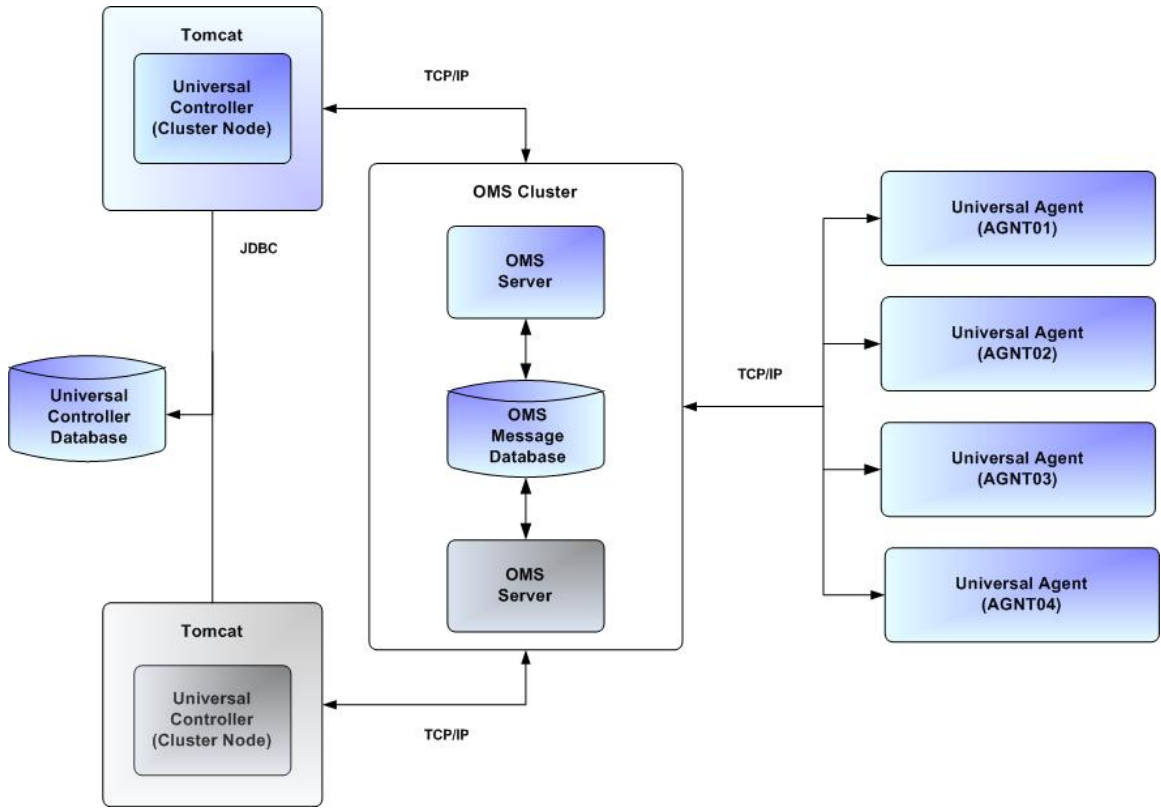 Tomcat
Universal
Controller
(Cluster Node)
TCP/IP
JDBC
Universal
Controller
Database
OMS Cluster
OMS
Server
OMS
Message
Database
OMS
Server
TCP/IP
Universal Agent
(AGNT01)
Universal Agent
(AGNT02)
Universal Agent
(AGNT03)
Universal Agent
(AGNT04)
Tomcat
Universal
Controller
(Cluster Node)
TCP/IP